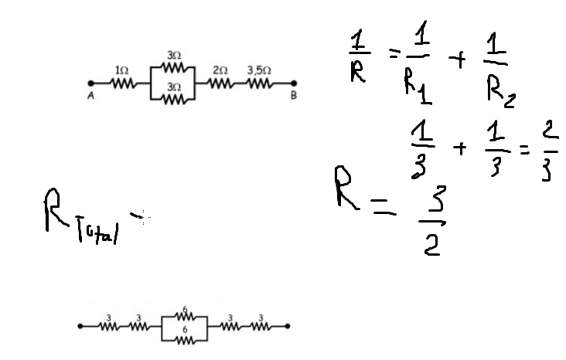 1Ω 3Ω 3Ω 2Ω 3,5Ω
A B
1/R = 1/R₁ + 1/R₂
1/3 + 1/3 = 2/3
R = 3/2
R Total -
3 3 6 6 3 3